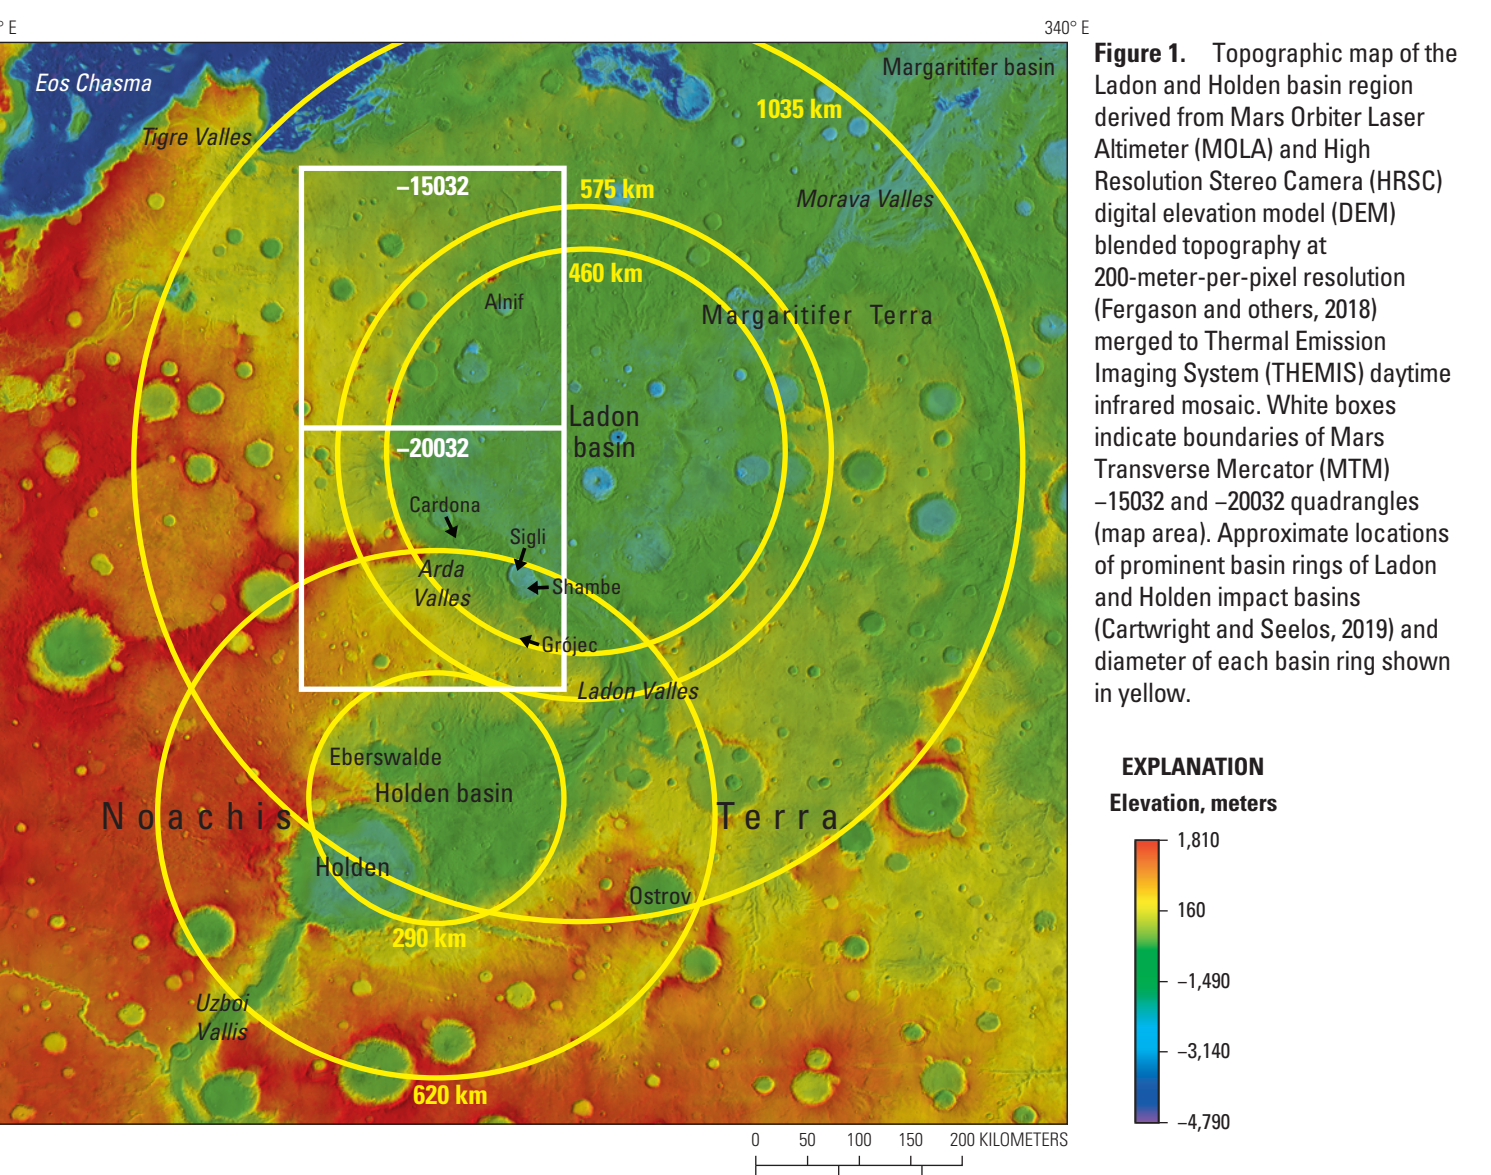 ° E
340° E
Eos Chasma
Margaritifer basin
1035 km
Tigre Valles
–15032
575 km
Morava Valles
460 km
Alnif
Margaritifer Terra
Ladon
basin
–20032
Cardona
Sigli
Arda
Valles
Shambe
Grójec
Ladon Valles
Eberswalde
Holden basin
Noachis
Terra
Holden
Ostrov
290 km
Uzboi
Vallis
620 km
0 50 100 150 200 KILOMETERS
Figure 1. Topographic map of the
Ladon and Holden basin region
derived from Mars Orbiter Laser
Altimeter (MOLA) and High
Resolution Stereo Camera (HRSC)
digital elevation model (DEM)
blended topography at
200-meter-per-pixel resolution
(Fergason and others, 2018)
merged to Thermal Emission
Imaging System (THEMIS) daytime
infrared mosaic. White boxes
indicate boundaries of Mars
Transverse Mercator (MTM)
–15032 and –20032 quadrangles
(map area). Approximate locations
of prominent basin rings of Ladon
and Holden impact basins
(Cartwright and Seelos, 2019) and
diameter of each basin ring shown
in yellow.
EXPLANATION
Elevation, meters
1,810
160
–1,490
–3,140
–4,790